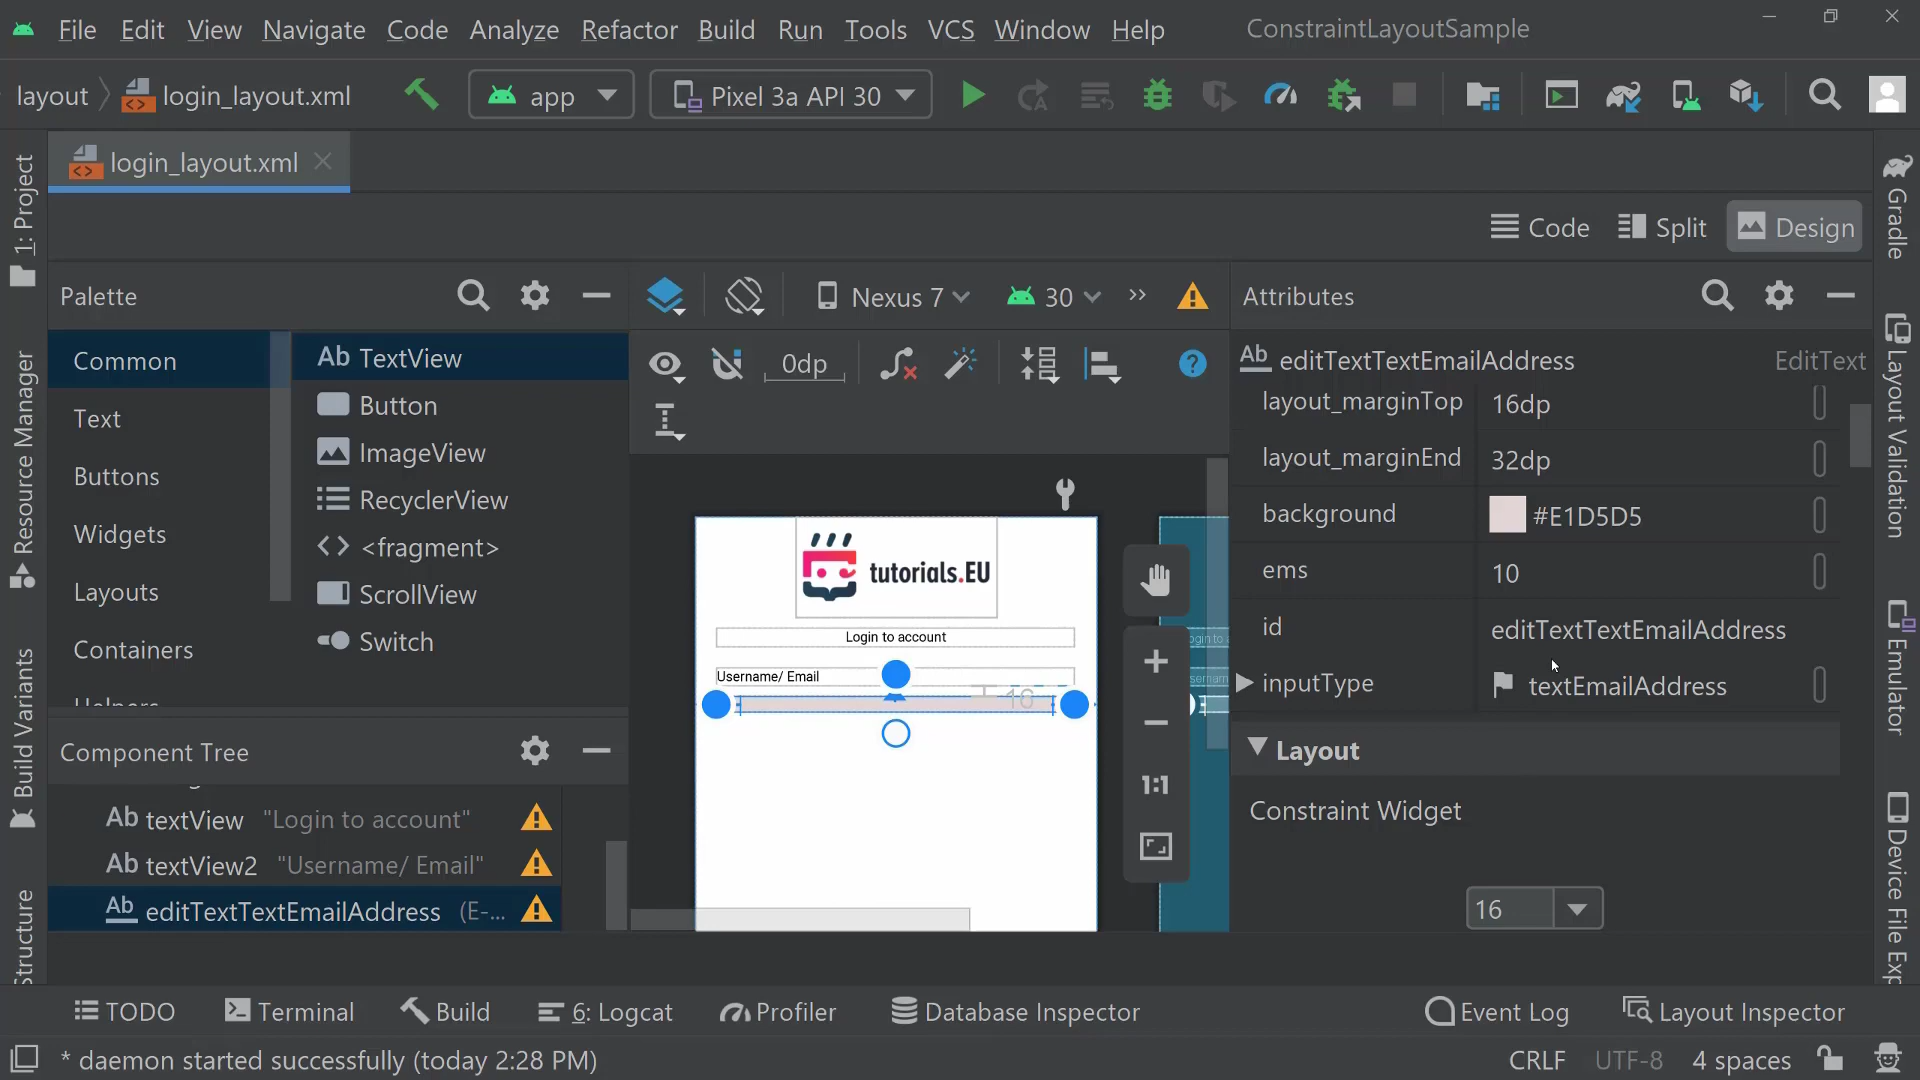 File Edit View Navigate Code Analyze Refactor Build Run Tools VCS Window Help ConstraintLayoutSample
layout login_layout.xml app Pixel 3a API 30
login_layout.xml
Code Split Design
1: Project
Resource Manager
Build Variants
Structure
Palette
Common
Text
Buttons
Widgets
Layouts
Containers
Helpers
Ab TextView
Button
ImageView
RecyclerView
<fragment>
ScrollView
Switch
Component Tree
Ab textView "Login to account"
Ab textView2 "Username/ Email"
Ab editTextTextEmailAddress (E-...
Nexus 7 30 >>
0dp
tutorials.EU
Login to account
Username/ Email
16
1:1
Attributes
Ab editTextTextEmailAddress EditText
layout_marginTop 16dp
layout_marginEnd 32dp
background #E1D5D5
ems 10
id editTextTextEmailAddress
inputType textEmailAddress
Layout
Constraint Widget
16
Gradle
Layout Validation
Emulator
Device File Exp
TODO Terminal Build 6: Logcat Profiler Database Inspector Event Log Layout Inspector
* daemon started successfully (today 2:28 PM) CRLF UTF-8 4 spaces